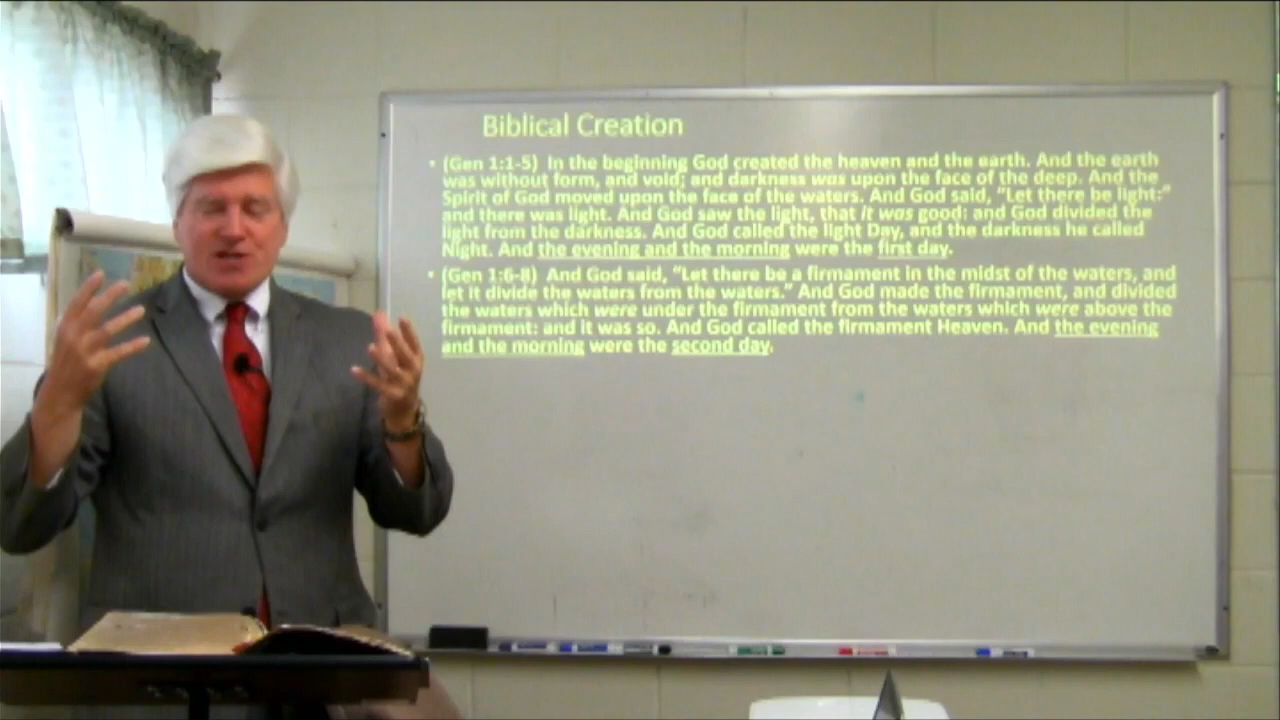 Biblical Creation
• (Gen 1:1-5) In the beginning God created the heaven and the earth. And the earth
was without form, and void; and darkness was upon the face of the deep. And the
Spirit of God moved upon the face of the waters. And God said, “Let there be light:”
and there was light. And God saw the light, that it was good: and God divided the
light from the darkness. And God called the light Day, and the darkness he called
Night. And the evening and the morning were the first day.
• (Gen 1:6-8) And God said, “Let there be a firmament in the midst of the waters, and
let it divide the waters from the waters.” And God made the firmament, and divided
the waters which were under the firmament from the waters which were above the
firmament: and it was so. And God called the firmament Heaven. And the evening
and the morning were the second day.